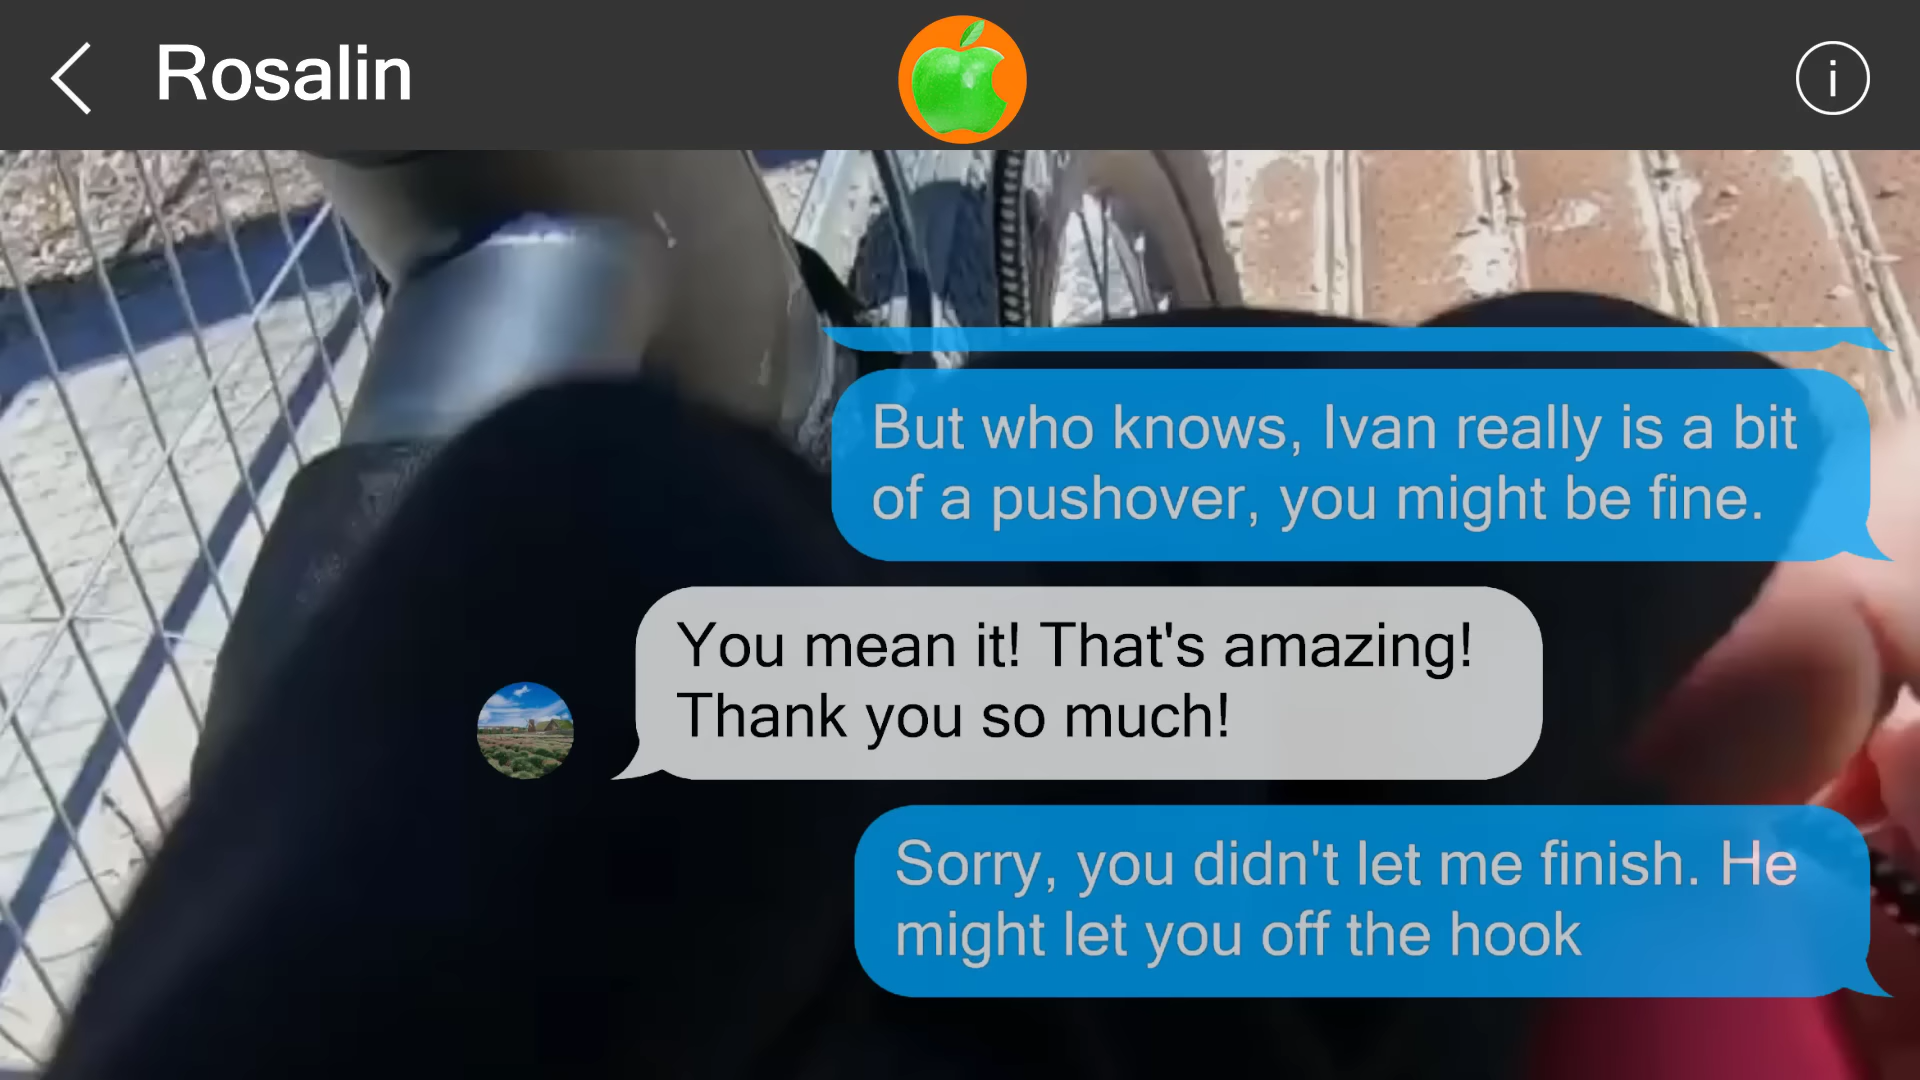 Rosalin
i
But who knows, Ivan really is a bit
of a pushover, you might be fine.
You mean it! That's amazing!
Thank you so much!
Sorry, you didn't let me finish. He
might let you off the hook